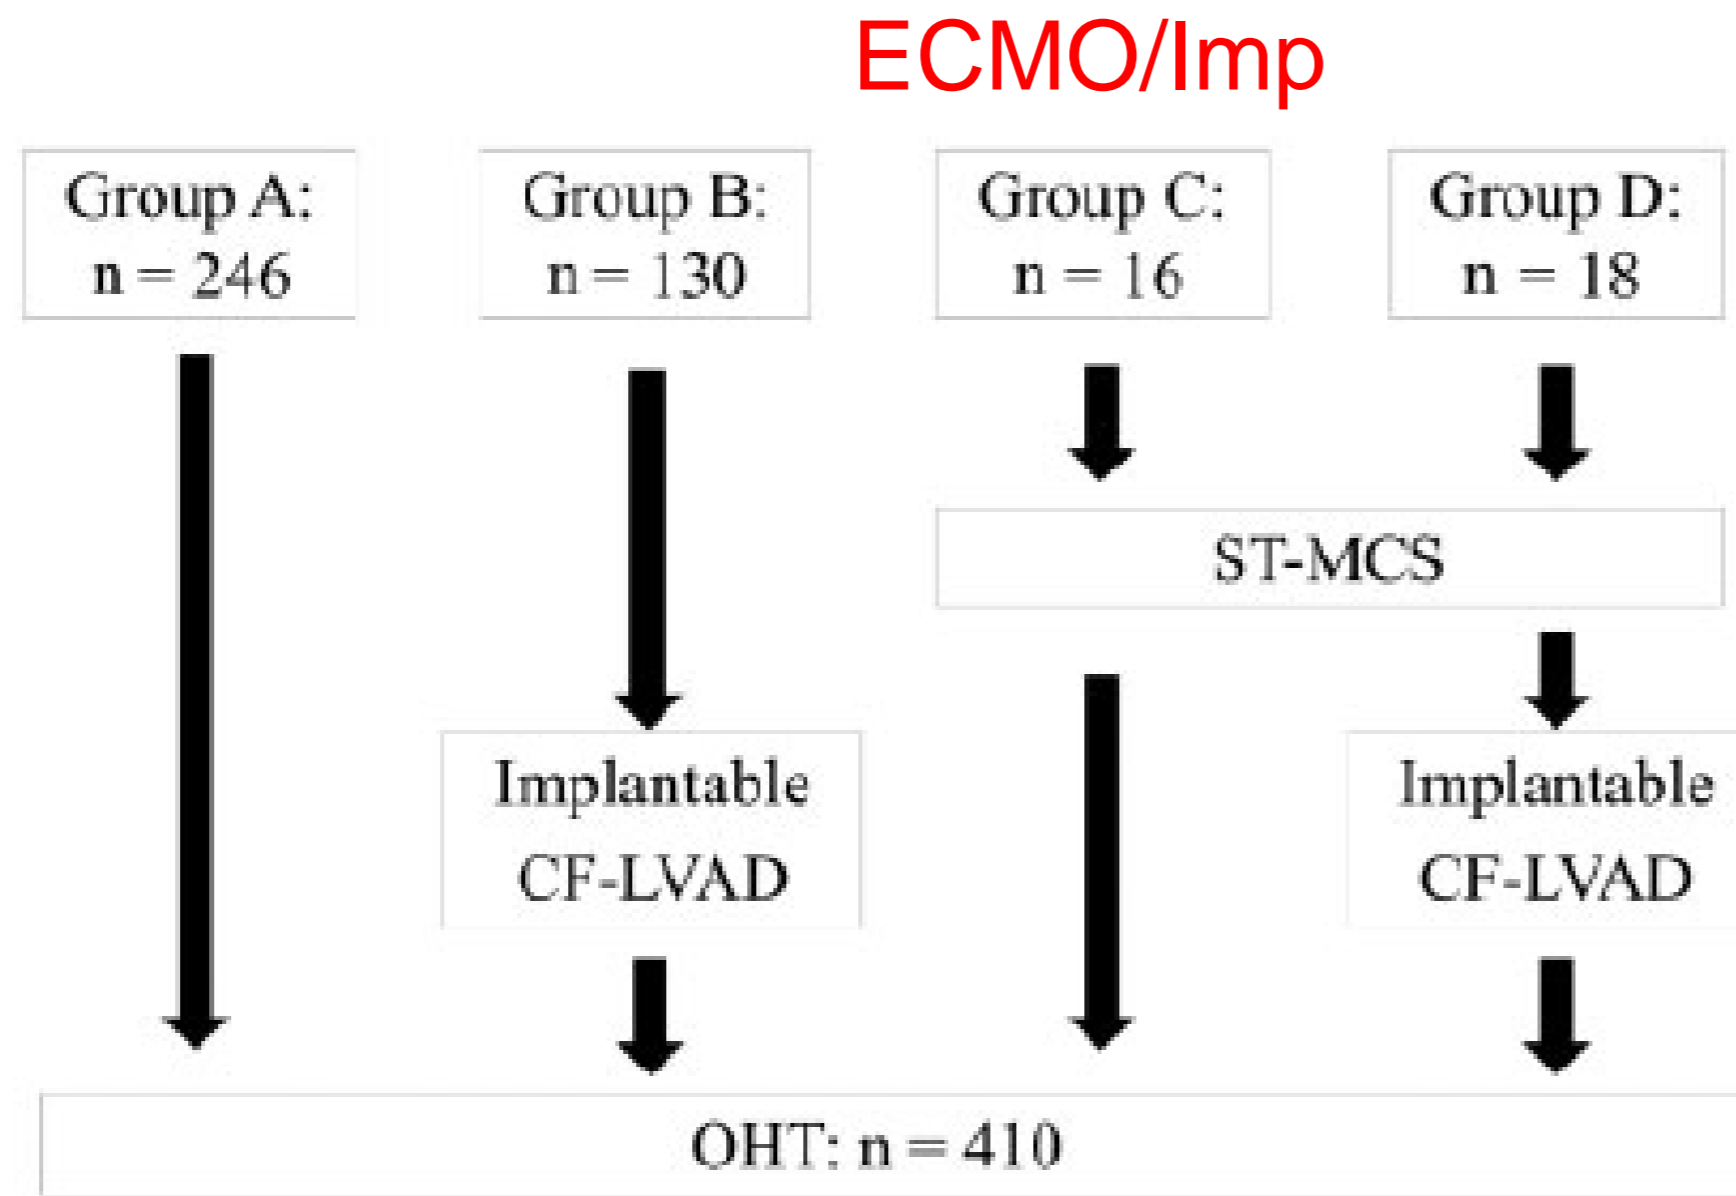 ECMO/Imp
Group A:
n = 246
Group B:
n = 130
Group C:
n = 16
Group D:
n = 18
ST-MCS
Implantable
CF-LVAD
Implantable
CF-LVAD
OHT: n = 410